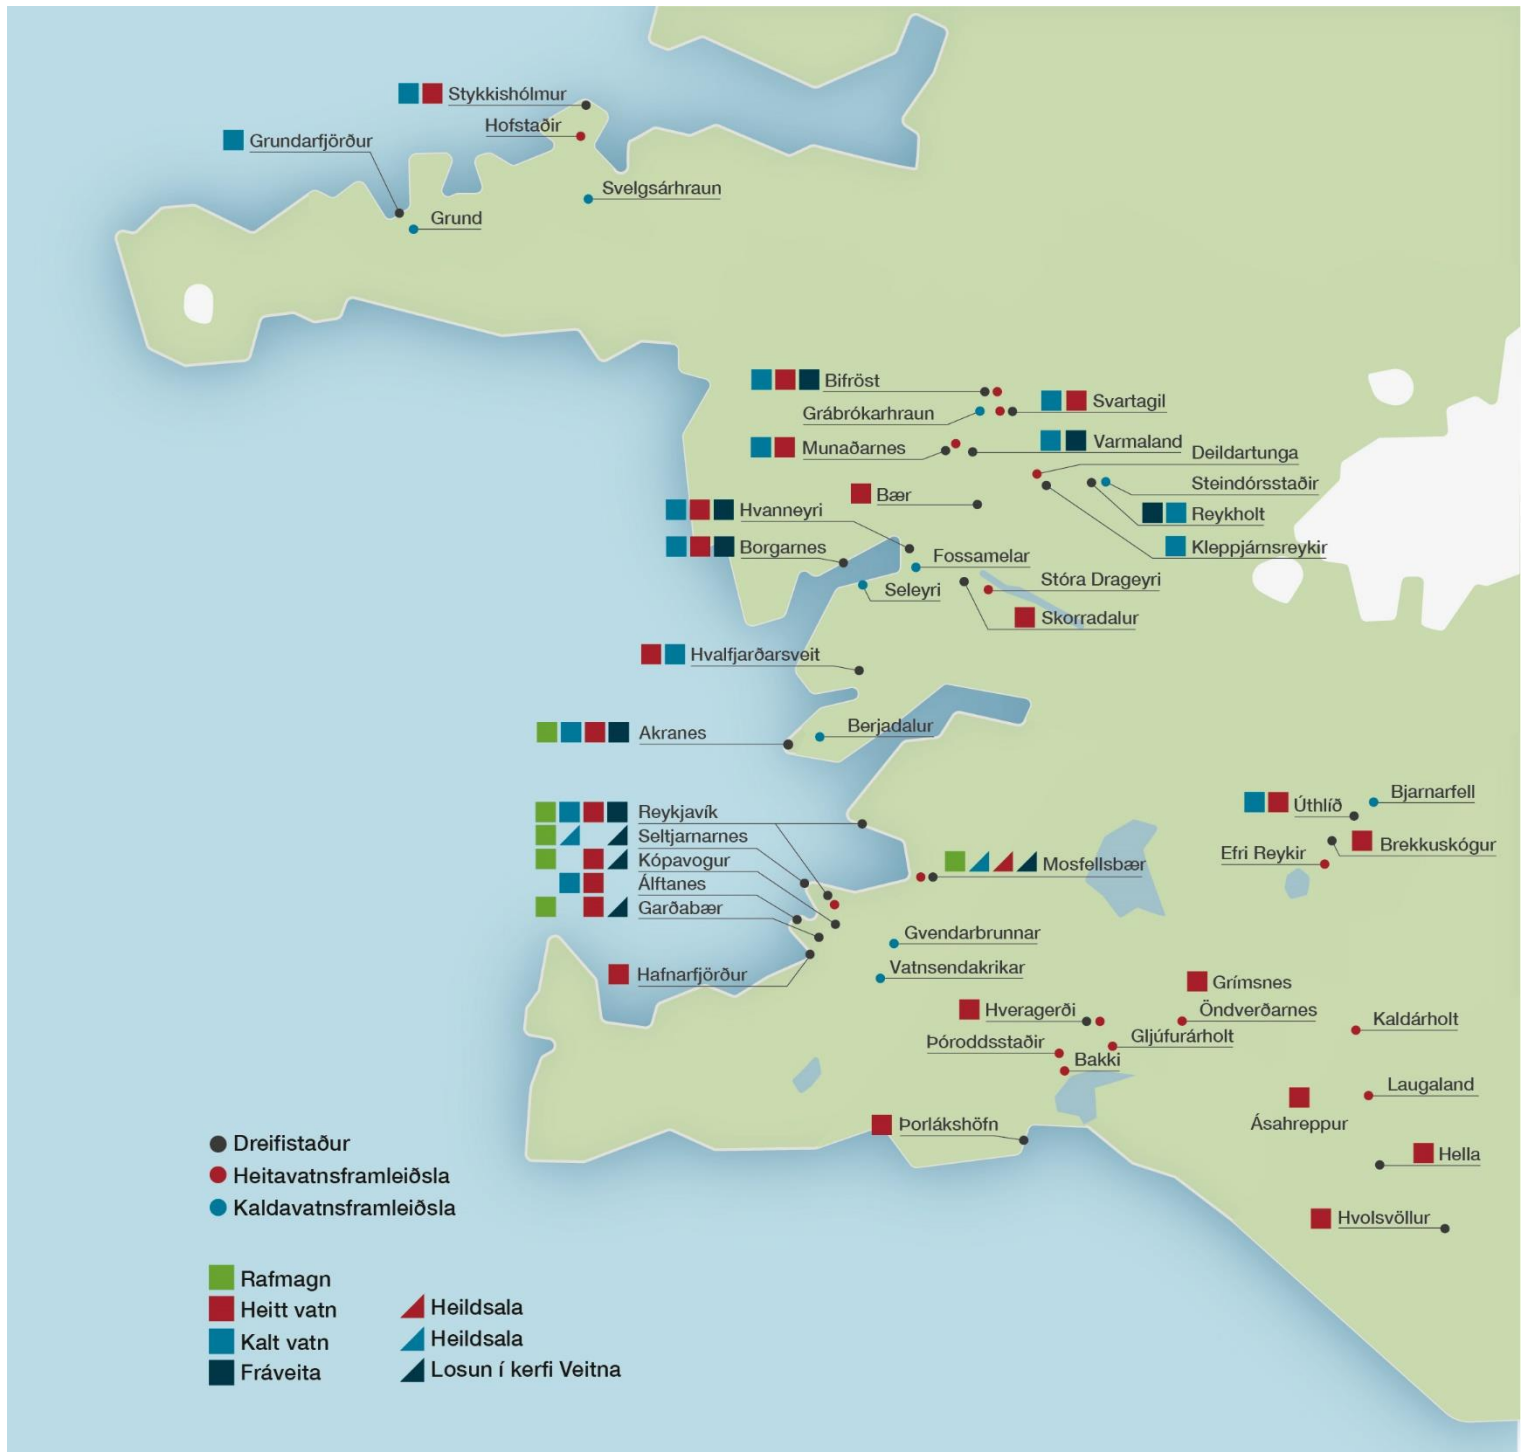 Stykkishólmur
Hofstaðir
Grundarfjörður
Svelgsárhraun
Grund
Bifröst
Svartagil
Grábrókarhraun
Munaðarnes
Varmaland
Deildartunga
Steindórsstaðir
Bær
Hvanneyri
Reykholt
Borgarnes
Kleppjárnsreykir
Fossamelar
Seleyri
Stóra Drageyri
Skorradalur
Hvalfjarðarsveit
Akranes
Berjadalur
Reykjavík
Seltjarnarnes
Kópavogur
Álftanes
Garðabær
Hafnarfjörður
Mosfellsbær
Bjarnarfell
Úthlíð
Brekkuskógur
Efri Reykir
Gvendarbrunnar
Vatnsendakrikar
Grímsnes
Hveragerði
Öndverðarnes
Kaldárholt
Þóroddsstaðir
Gljúfurárholt
Bakki
Laugaland
Ásahreppur
Þorlákshöfn
Hella
Hvolsvöllur
Dreifistaður
Heitavatnsframleiðsla
Kaldavatnsframleiðsla
Rafmagn
Heitt vatn
Kalt vatn
Fráveita
Heildsala
Heildsala
Losun í kerfi Veitna